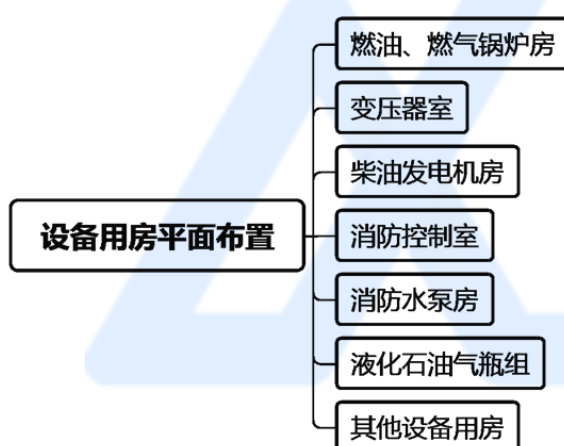 燃油、燃气锅炉房
变压器室
柴油发电机房
设备用房平面布置
消防控制室
消防水泵房
液化石油气瓶组
其他设备用房